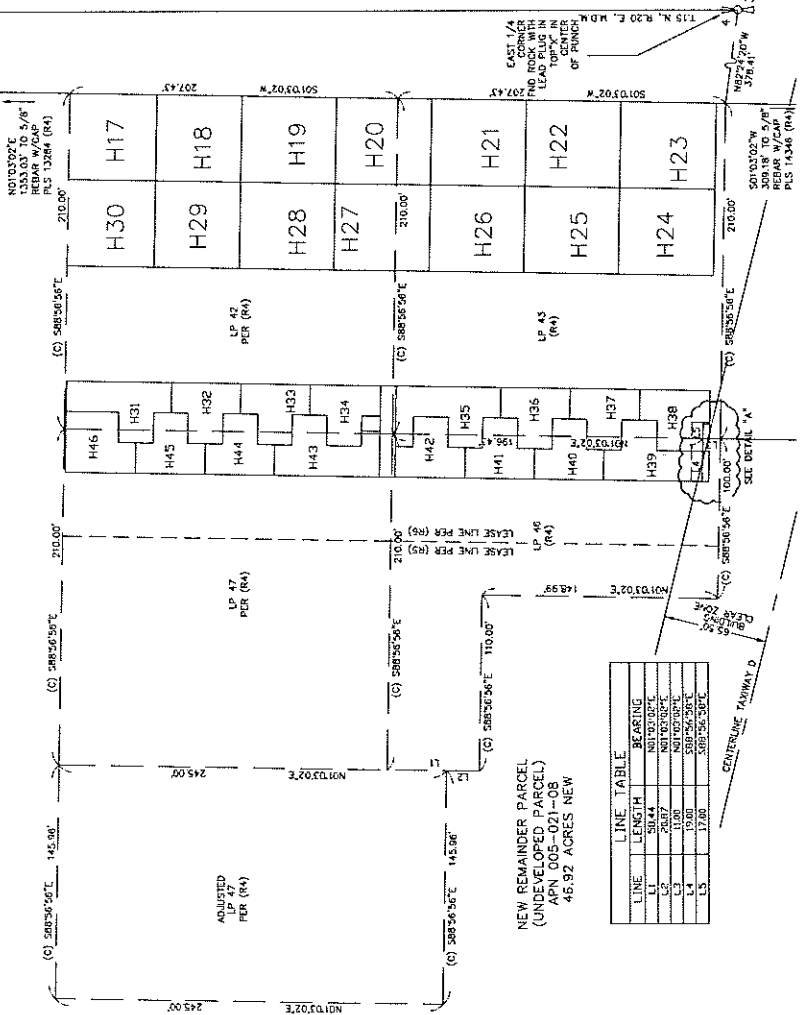 N01°03'02"E
1353.03' TO 5/8"
REBAR W/CAP
PLS 13284 (R4)
EAST 1/4
CORNER
FND ROCK WITH
LEAD PLUG IN
TOP"X" IN
CENTER
OF PUNCH
T.15 N., R.20 E., M.D.M.
4
N82°24'20"W
378.41'
S01°03'02"W
309.18' TO 5/8"
REBAR W/CAP
PLS 14346 (R4)
S01°03'02"W
207.43'
S01°03'02"W
207.43'
H17
H18
H19
H20
H21
H22
H23
H30
H29
H28
H27
H26
H25
H24
210.00'
(C) S88°56'56"E
210.00'
(C) S88°56'56"E
210.00'
(C) S88°56'56"E
LP 42
PER (R4)
LP 43
(R4)
H46
H31
H45
H32
H44
H33
H43
H34
H42
H35
H41
H36
H40
H37
H39
H38
196.43'
N01°03'02"E
L4
L5
SEE DETAIL "A"
210.00'
(C) S88°56'56"E
210.00'
(C) S88°56'56"E
100.00'
(C) S88°56'56"E
LP 47
PER (R4)
LEASE LINE PER (R5)
LEASE LINE PER (R6)
LP 46
(R4)
148.99'
N01°03'02"E
110.00'
(C) S88°56'56"E
245.00'
N01°03'02"E
L1
L2
145.96'
(C) S88°56'56"E
145.96'
(C) S88°56'56"E
ADJUSTED
LP 47
PER (R4)
245.00'
N01°03'02"E
NEW REMAINDER PARCEL
(UNDEVELOPED PARCEL)
APN 005-021-08
46.92 ACRES NEW
65.50'
BUILDING
CLEAR ZONE
CENTERLINE TAXIWAY D
LINE TABLE
LINE LENGTH BEARING
L1 50.44 N01°03'02"E
L2 20.87 N01°03'02"E
L3 11.00 N01°03'02"E
L4 19.00 S88°56'58"E
L5 17.00 S88°56'58"E